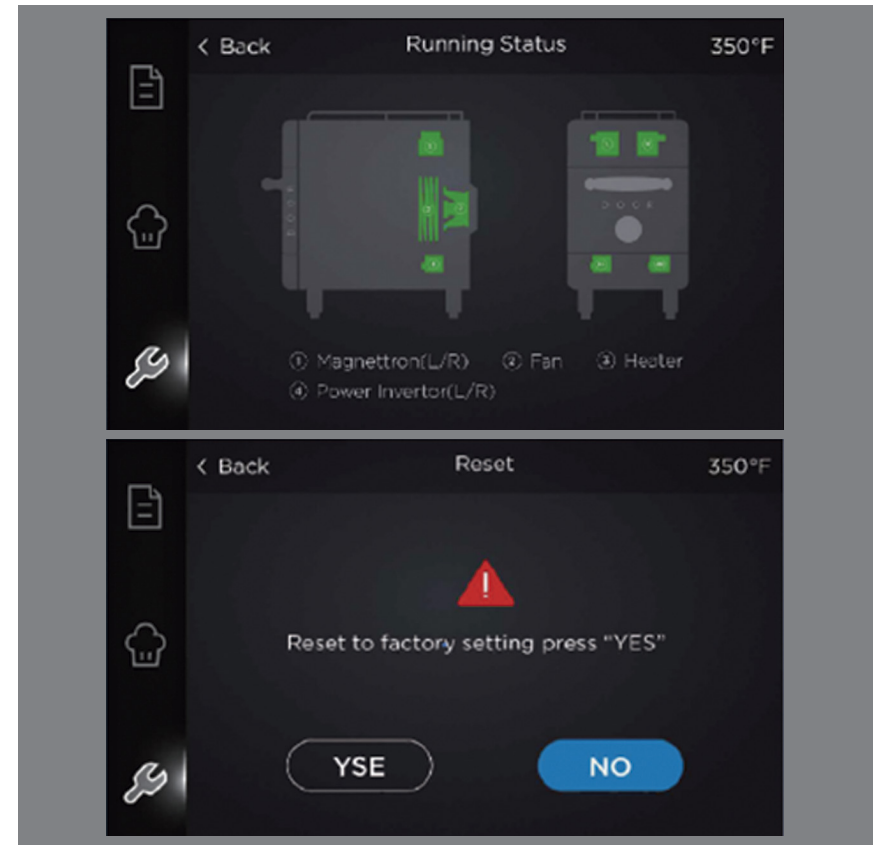 < Back Running Status 350°F
DOOR
① Magnettron(L/R) ② Fan ③ Heater
④ Power Invertor(L/R)
< Back Reset 350°F
Reset to factory setting press “YES”
YSE NO